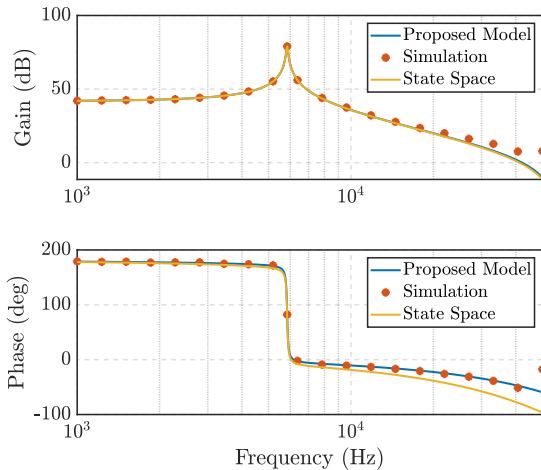 100
Proposed Model
Simulation
State Space
50
0
Gain (dB)
10^3
10^4
200
Proposed Model
Simulation
State Space
100
0
-100
Phase (deg)
10^3
10^4
Frequency (Hz)